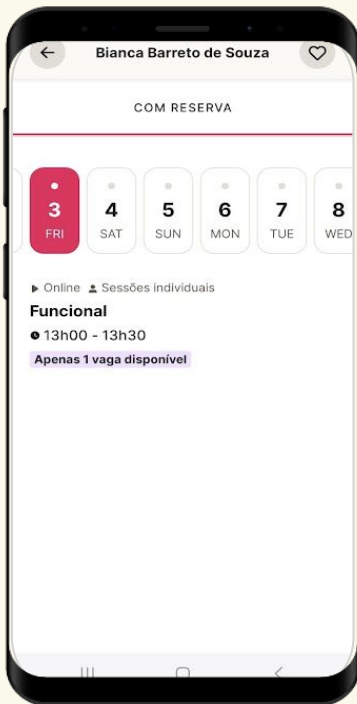 Bianca Barreto de Souza
COM RESERVA
3 4 5 6 7 8
FRI SAT SUN MON TUE WED
Online Sessões individuais
Funcional
13h00 - 13h30
Apenas 1 vaga disponível